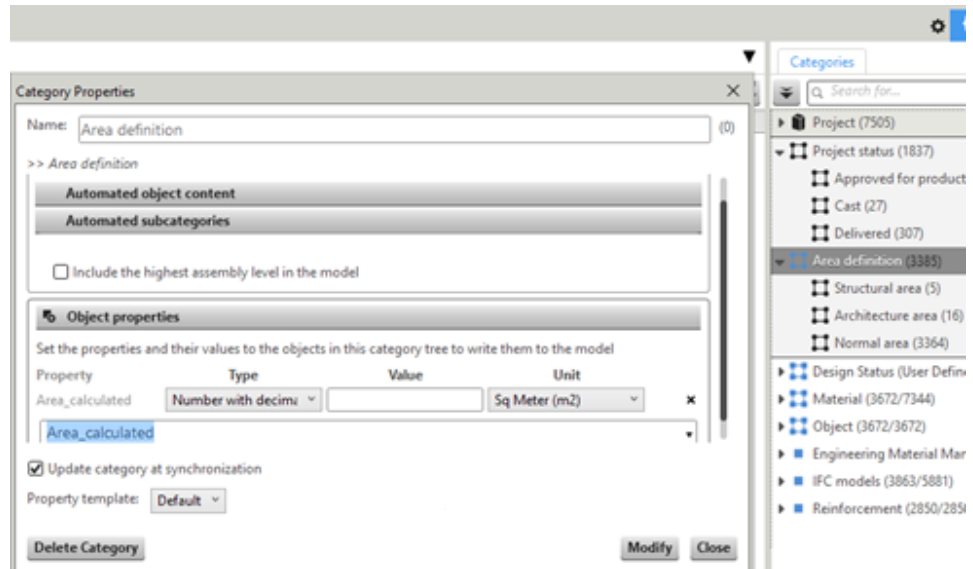 Categories
Category Properties
Search for...
Name:
Area definition
(0)
Project (7505)
>> Area definition
Project status (1837)
Automated object content
Approved for product
Automated subcategories
Cast (27)
Delivered (307)
Include the highest assembly level in the model
Area definition (3385)
Structural area (5)
Object properties
Architecture area (16)
Set the properties and their values to the objects in this category tree to write them to the model
Normal area (3364)
Property Type Value Unit
Design Status (User Define
Area_calculated Number with decima Sq Meter (m2)
Material (3672/7344)
Area_calculated
Object (3672/3672)
Update category at synchronization
Engineering Material Man
Property template: Default
IFC models (3863/5881)
Reinforcement (2850/2850
Delete Category Modify Close